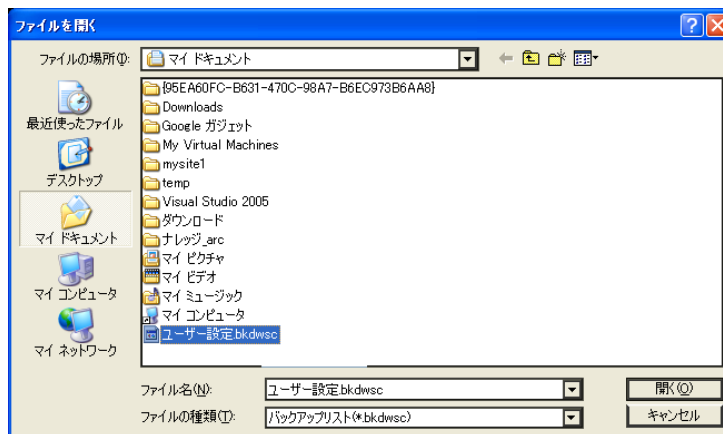 ファイルを開く
ファイルの場所(I):
マイ ドキュメント
最近使ったファイル
デスクトップ
マイ ドキュメント
マイ コンピュータ
マイ ネットワーク
{95EA60FC-B631-470C-98A7-B6EC973B6AA8}
Downloads
Google ガジェット
My Virtual Machines
mysite1
temp
Visual Studio 2005
ダウンロード
ナレッジ_arc
マイ ピクチャ
マイ ビデオ
マイ ミュージック
マイ コンピュータ
ユーザー設定.bkdwsc
ファイル名(N):
ユーザー設定.bkdwsc
開く(O)
ファイルの種類(T):
バックアップリスト(*.bkdwsc)
キャンセル